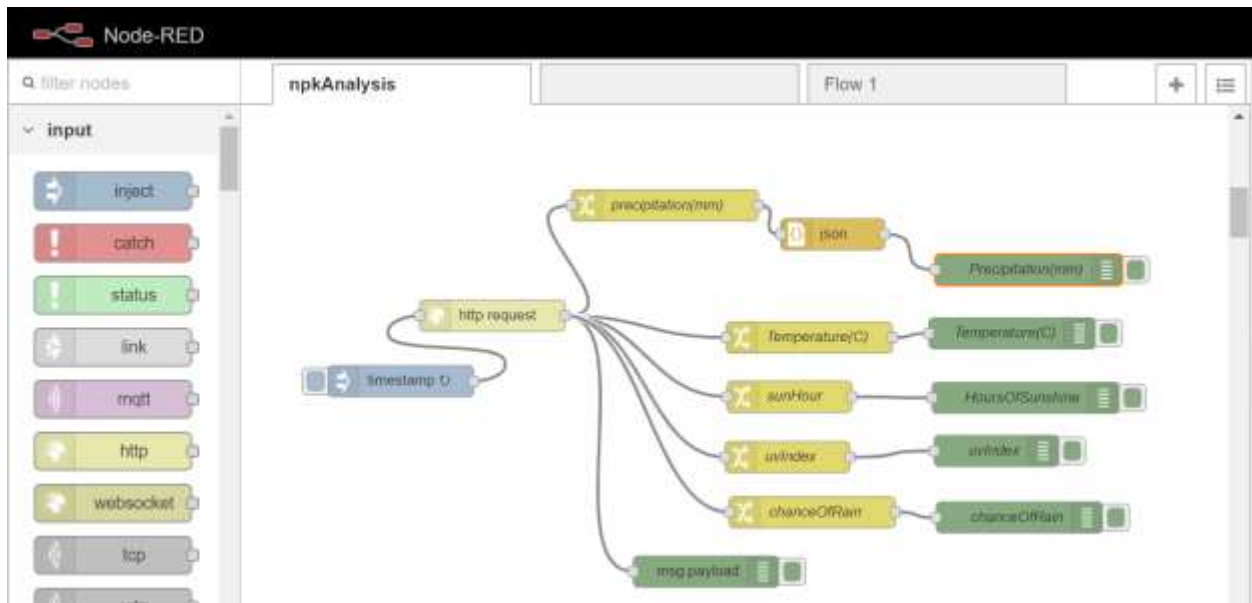 Node-RED
filter nodes
npkAnalysis
Flow 1
input
inject
catch
status
link
mqtt
http
websocket
tcp
precipitation(mm)
json
Precipitation(mm)
http request
timestamp ↻
Temperature(C)
Temperature(C)
sunHour
HoursOfSunshine
uvIndex
uvIndex
chanceOfRain
chanceOfRain
msg.payload